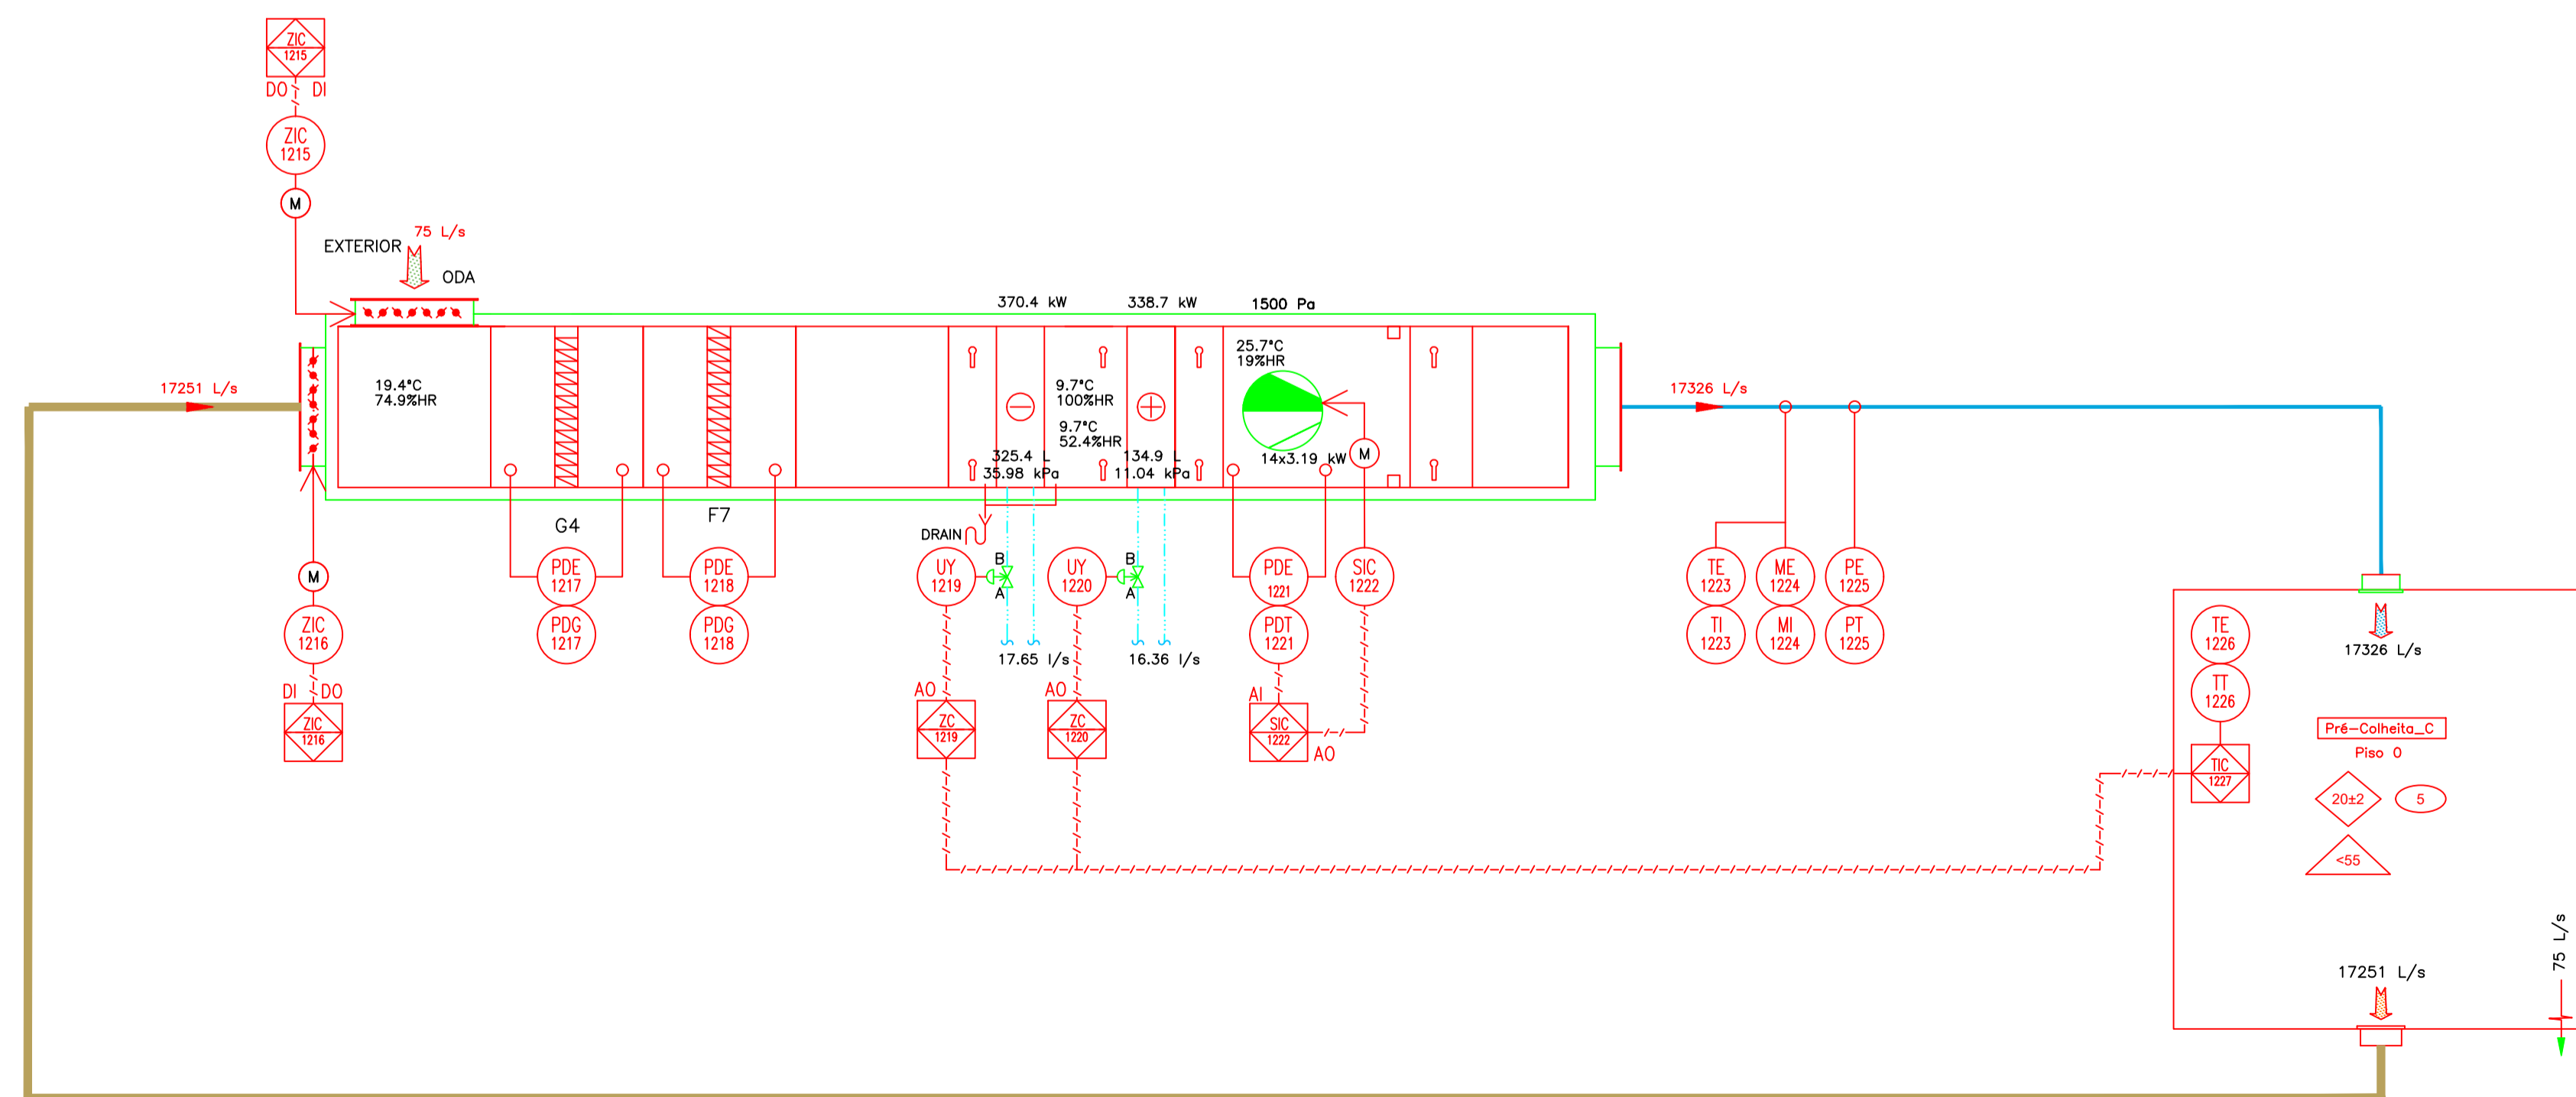 ZIC
1215
DO DI
ZIC
1215
M
EXTERIOR
75 L/s
ODA
17251 L/s
19.4°C
74.9%HR
370.4 kW
338.7 kW
1500 Pa
9.7°C
100%HR
9.7°C
52.4%HR
25.7°C
19%HR
325.4 L
35.98 kPa
134.9 L
11.04 kPa
14x3.19 kW
M
17326 L/s
G4
F7
DRAIN
M
ZIC
1216
DI DO
ZIC
1216
PDE
1217
PDG
1217
PDE
1218
PDG
1218
UY
1219
B
A
UY
1220
B
A
17.65 l/s
16.36 l/s
AO
ZC
1219
AO
ZC
1220
PDE
1221
PDT
1221
SIC
1222
AI
SIC
1222
AO
TE
1223
TI
1223
ME
1224
MI
1224
PE
1225
PT
1225
TE
1226
TT
1226
TIC
1227
17326 L/s
Pré-Colheita_C
Piso 0
20±2
5
<55
17251 L/s
75 L/s